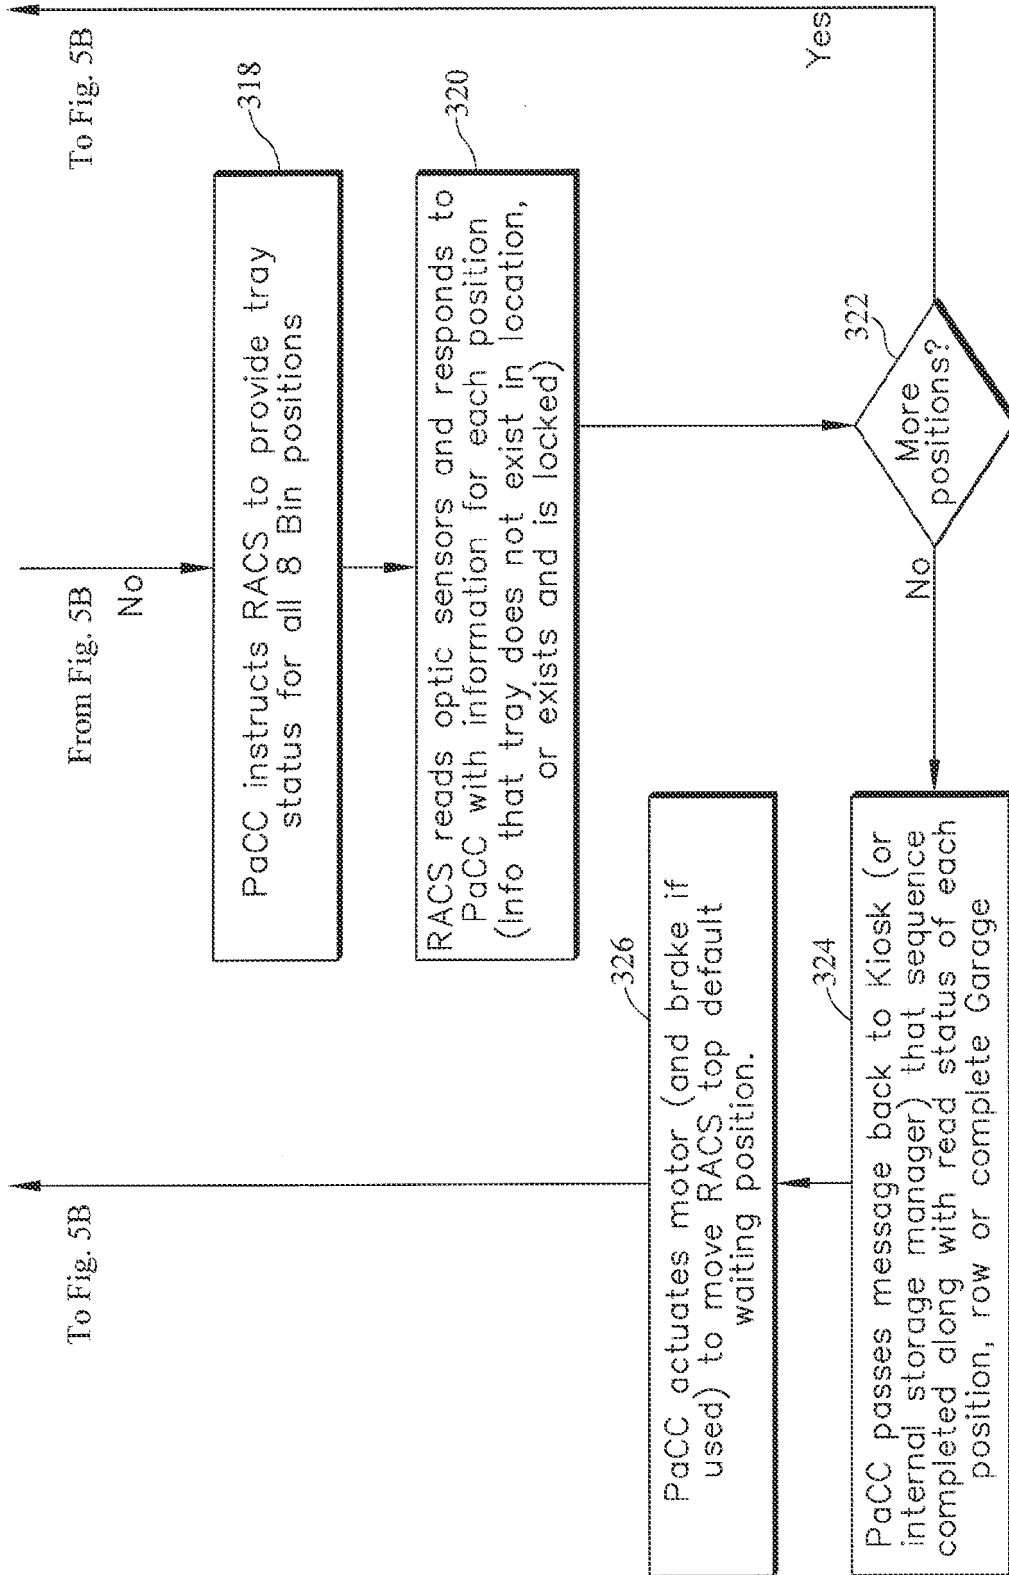 From Fig. 5B
No
To Fig. 5B
To Fig. 5B
PaCC instructs RACS to provide tray
status for all 8 Bin positions
318
RACS reads optic sensors and responds to
PaCC with information for each position
(Info that tray does not exist in location,
or exists and is locked)
320
More
positions?
322
Yes
No
PaCC passes message back to Kiosk (or
internal storage manager) that sequence
completed along with read status of each
position, row or complete Garage
324
PaCC actuates motor (and brake if
used) to move RACS top default
waiting position.
326